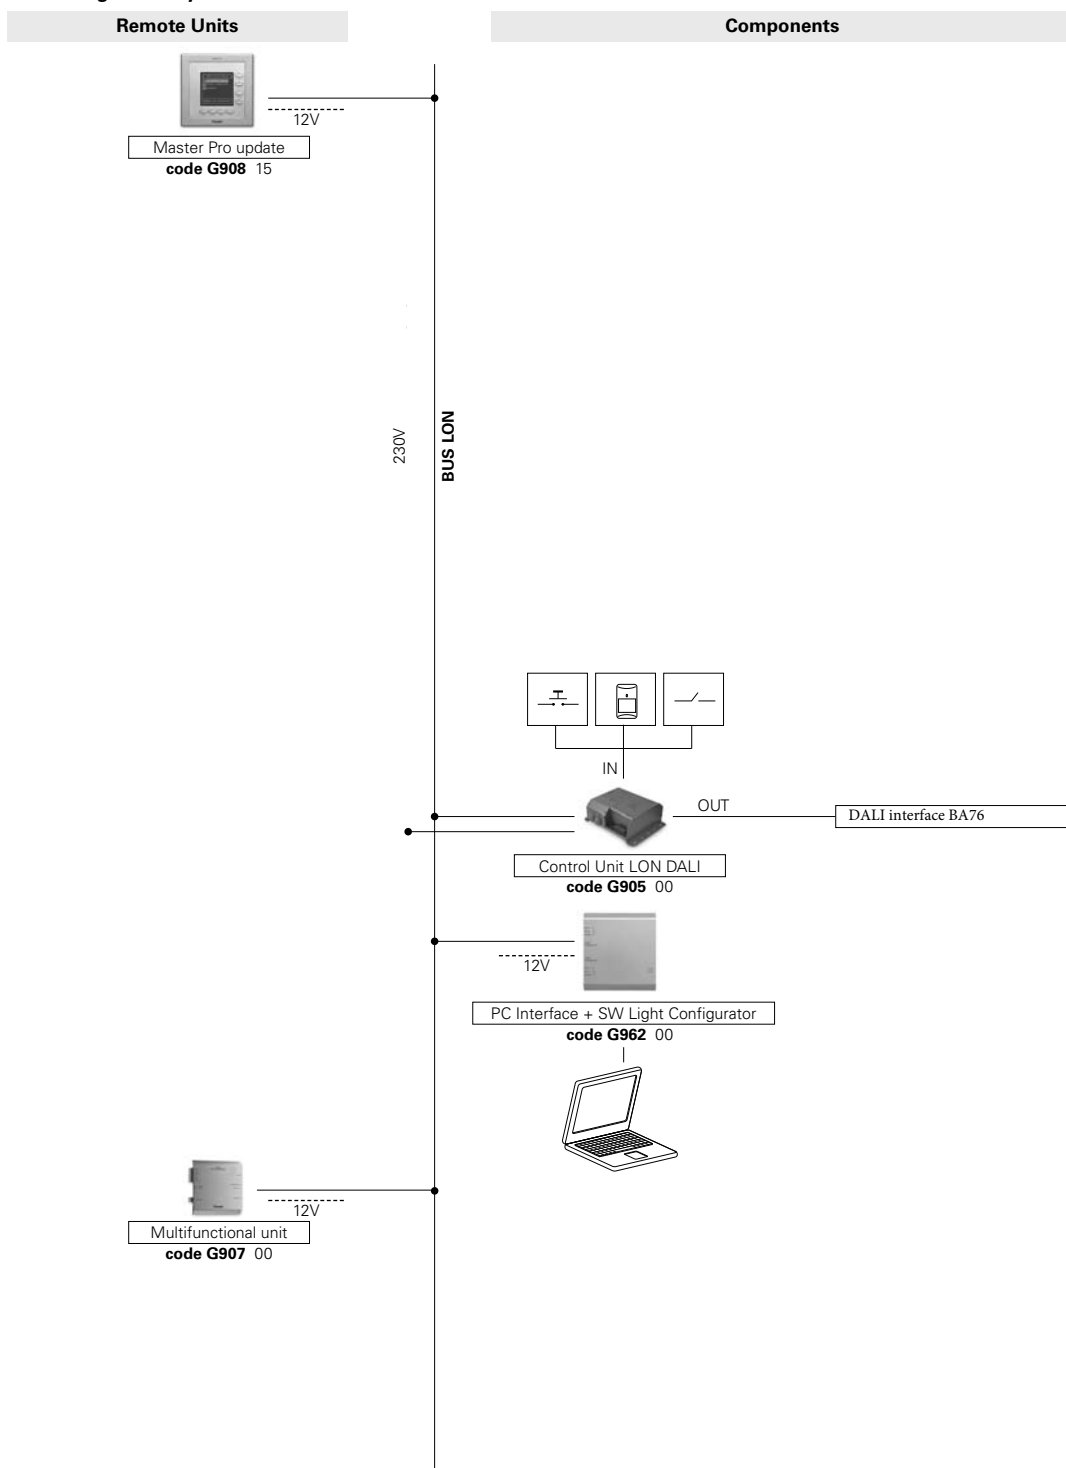 Remote Units
Components
12V
Master Pro update
code G908 15
230V
BUS LON
IN
OUT
DALI interface BA76
Control Unit LON DALI
code G905 00
12V
PC Interface + SW Light Configurator
code G962 00
12V
Multifunctional unit
code G907 00